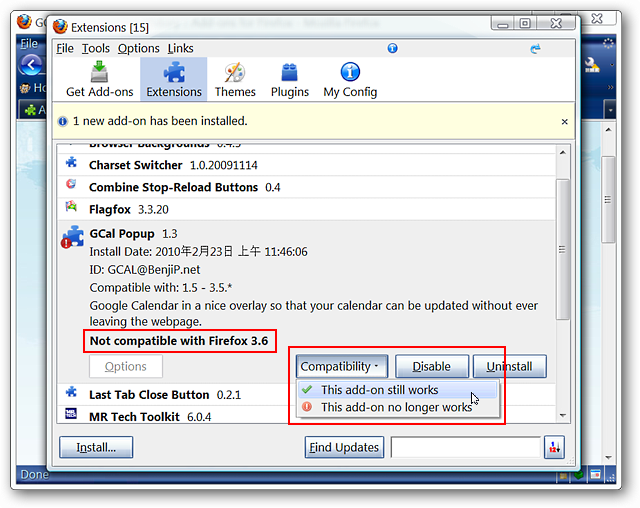 Extensions [15]
File Tools Options Links
Get Add-ons Extensions Themes Plugins My Config
1 new add-on has been installed.
Charset Switcher 1.0.20091114
Combine Stop-Reload Buttons 0.4
Flagfox 3.3.20
GCal Popup 1.3
Install Date: 2010年2月23日 上午 11:46:06
ID: GCAL@BenjiP.net
Compatible with: 1.5 - 3.5.*
Google Calendar in a nice overlay so that your calendar can be updated without ever
leaving the webpage.
Not compatible with Firefox 3.6
Options Compatibility Disable Uninstall
This add-on still works
This add-on no longer works
Last Tab Close Button 0.2.1
MR Tech Toolkit 6.0.4
Install... Find Updates
File
Done